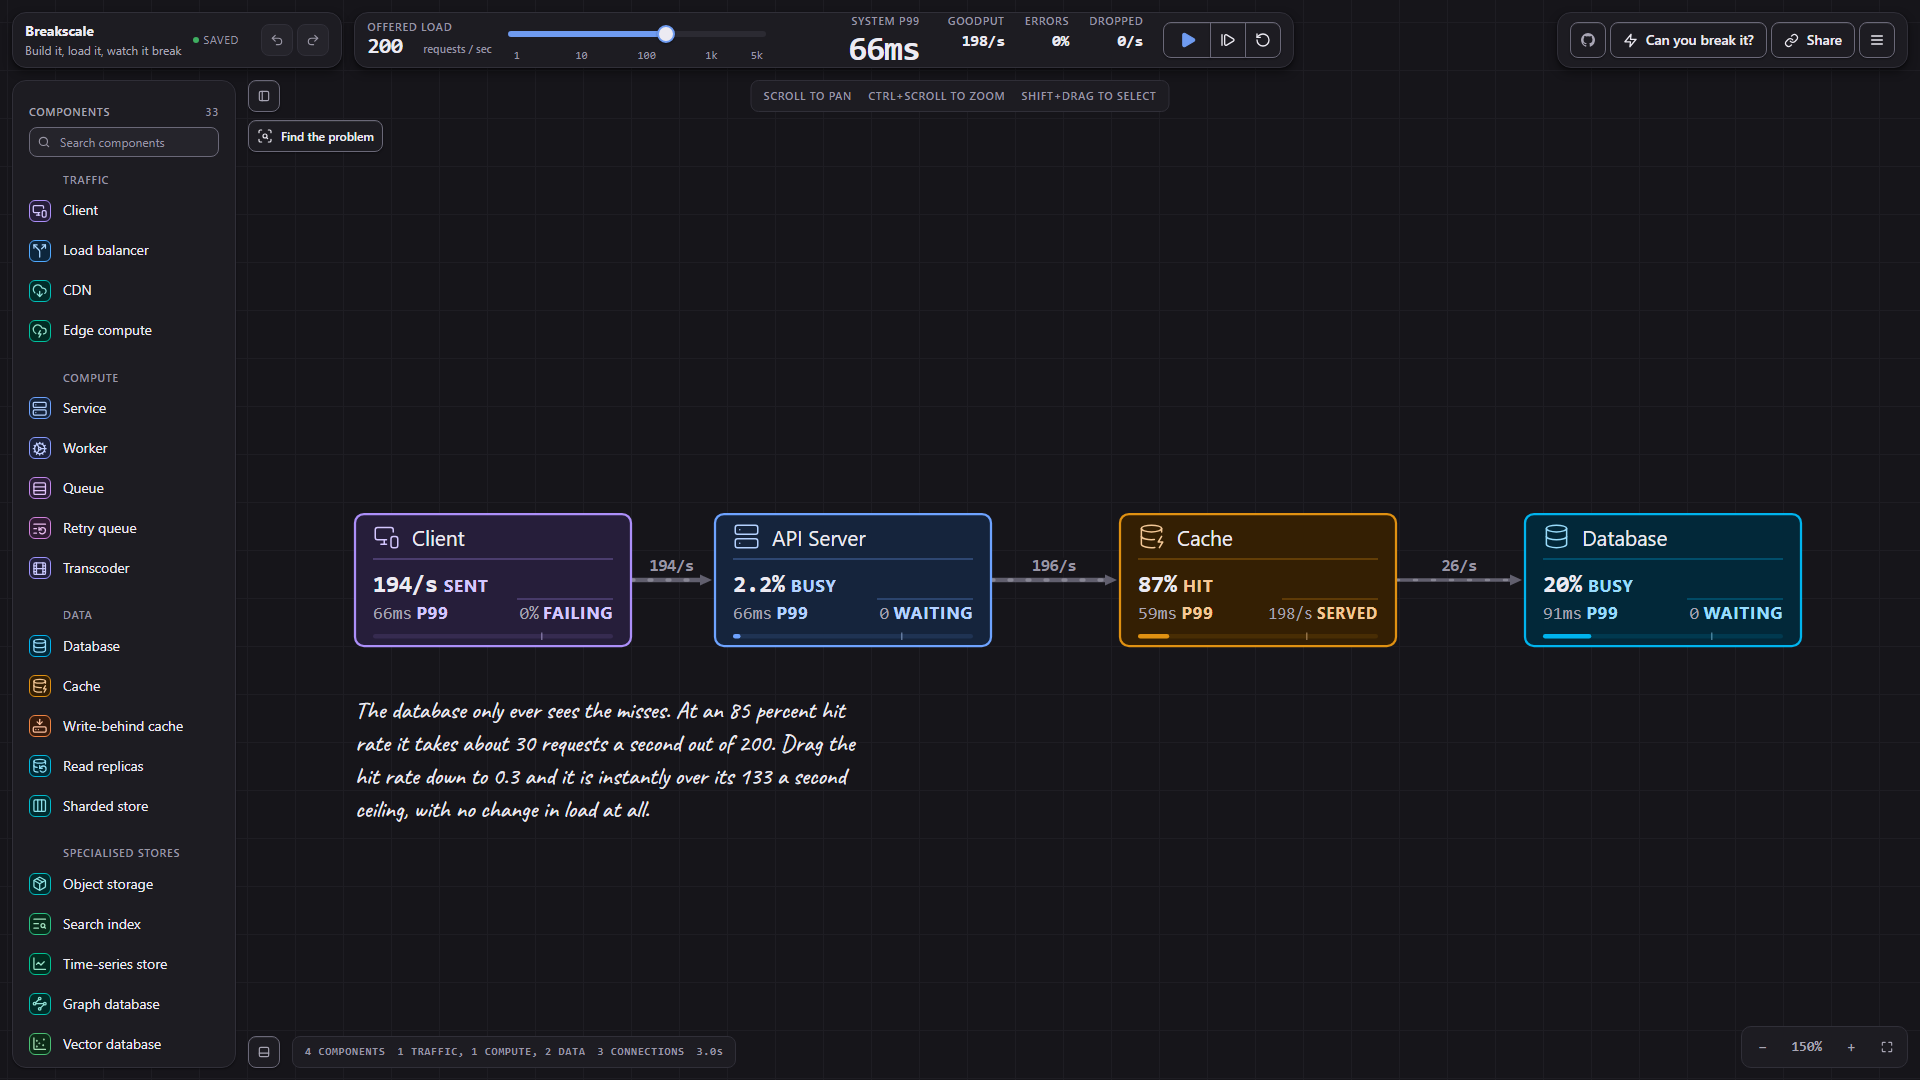 Breakscale
Build it, load it, watch it break
SAVED
OFFERED LOAD
200 requests / sec
1 10 100 1k 5k
SYSTEM P99
66ms
GOODPUT
198/s
ERRORS
0%
DROPPED
0/s
Can you break it?
Share
COMPONENTS 33
Search components
TRAFFIC
Client
Load balancer
CDN
Edge compute
COMPUTE
Service
Worker
Queue
Retry queue
Transcoder
DATA
Database
Cache
Write-behind cache
Read replicas
Sharded store
SPECIALISED STORES
Object storage
Search index
Time-series store
Graph database
Vector database
SCROLL TO PAN CTRL+SCROLL TO ZOOM SHIFT+DRAG TO SELECT
Find the problem
Client
194/s SENT
66ms P99 0% FAILING
194/s
API Server
2.2% BUSY
66ms P99 0 WAITING
196/s
Cache
87% HIT
59ms P99 198/s SERVED
26/s
Database
20% BUSY
91ms P99 0 WAITING
The database only ever sees the misses. At an 85 percent hit
rate it takes about 30 requests a second out of 200. Drag the
hit rate down to 0.3 and it is instantly over its 133 a second
ceiling, with no change in load at all.
4 COMPONENTS 1 TRAFFIC, 1 COMPUTE, 2 DATA 3 CONNECTIONS 3.0s
− 150% +